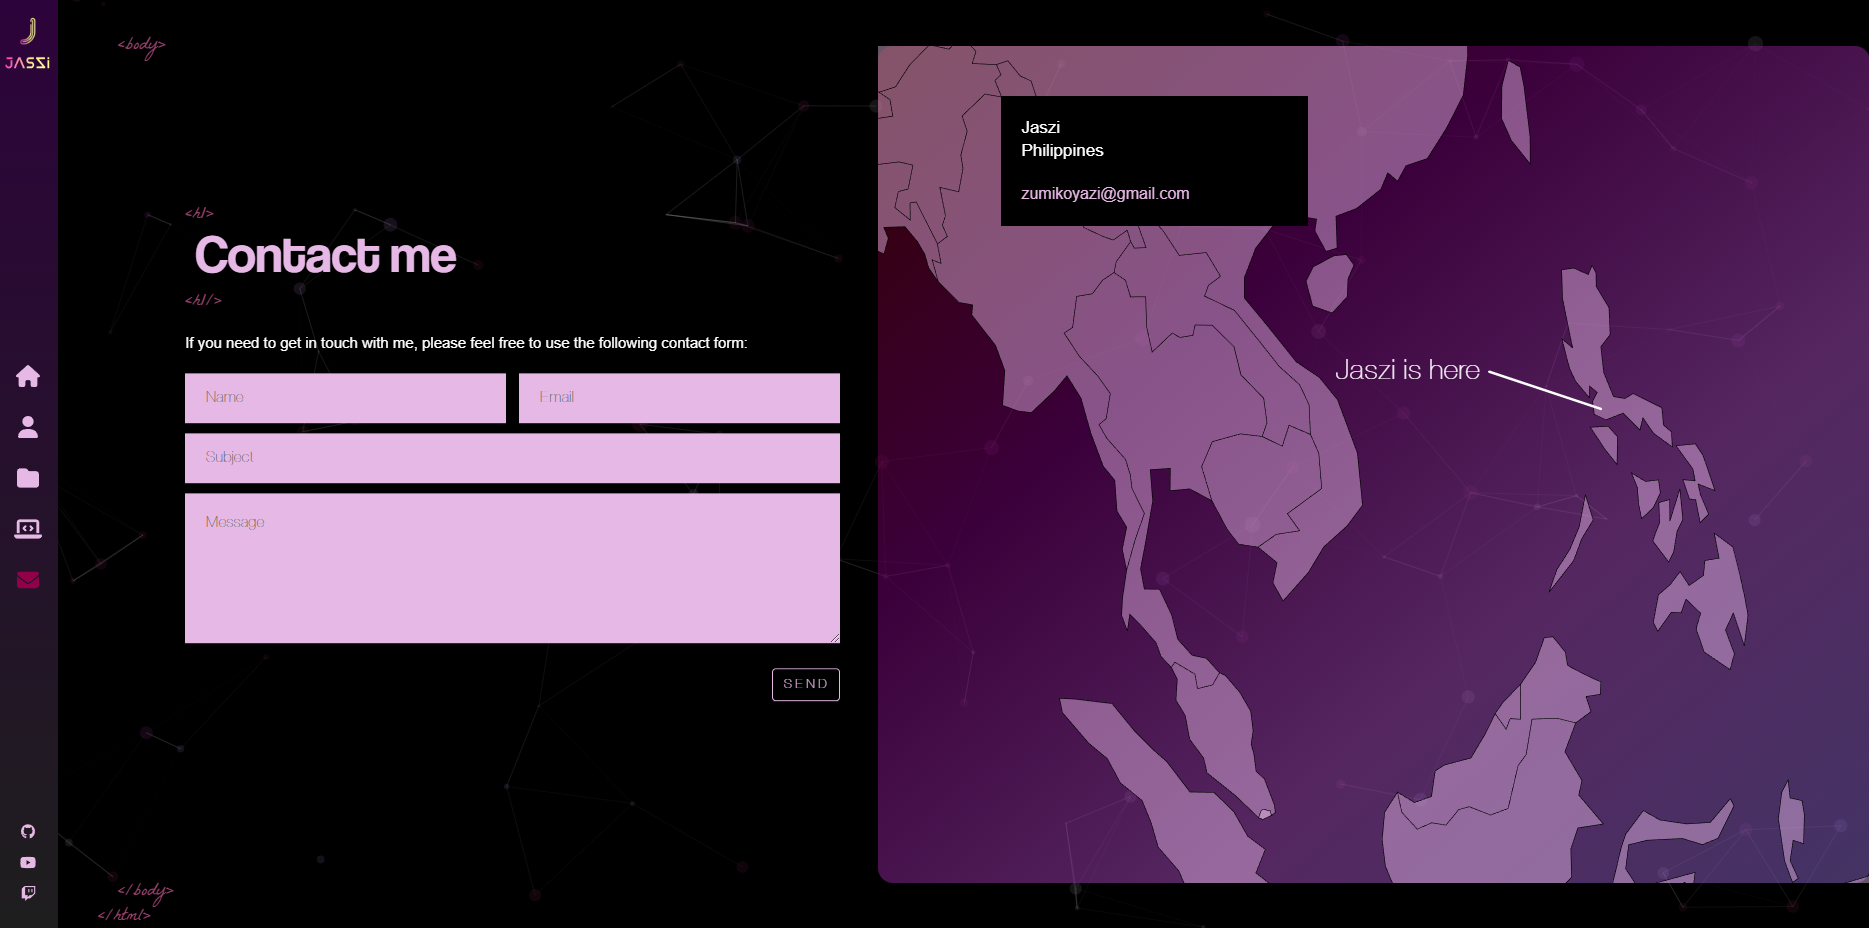 JASZi
<body>
<h1>
Contact me
<h1/>
If you need to get in touch with me, please feel free to use the following contact form:
Name
Email
Subject
Message
SEND
</body>
</html>
Jaszi
Philippines
zumikoyazi@gmail.com
Jaszi is here